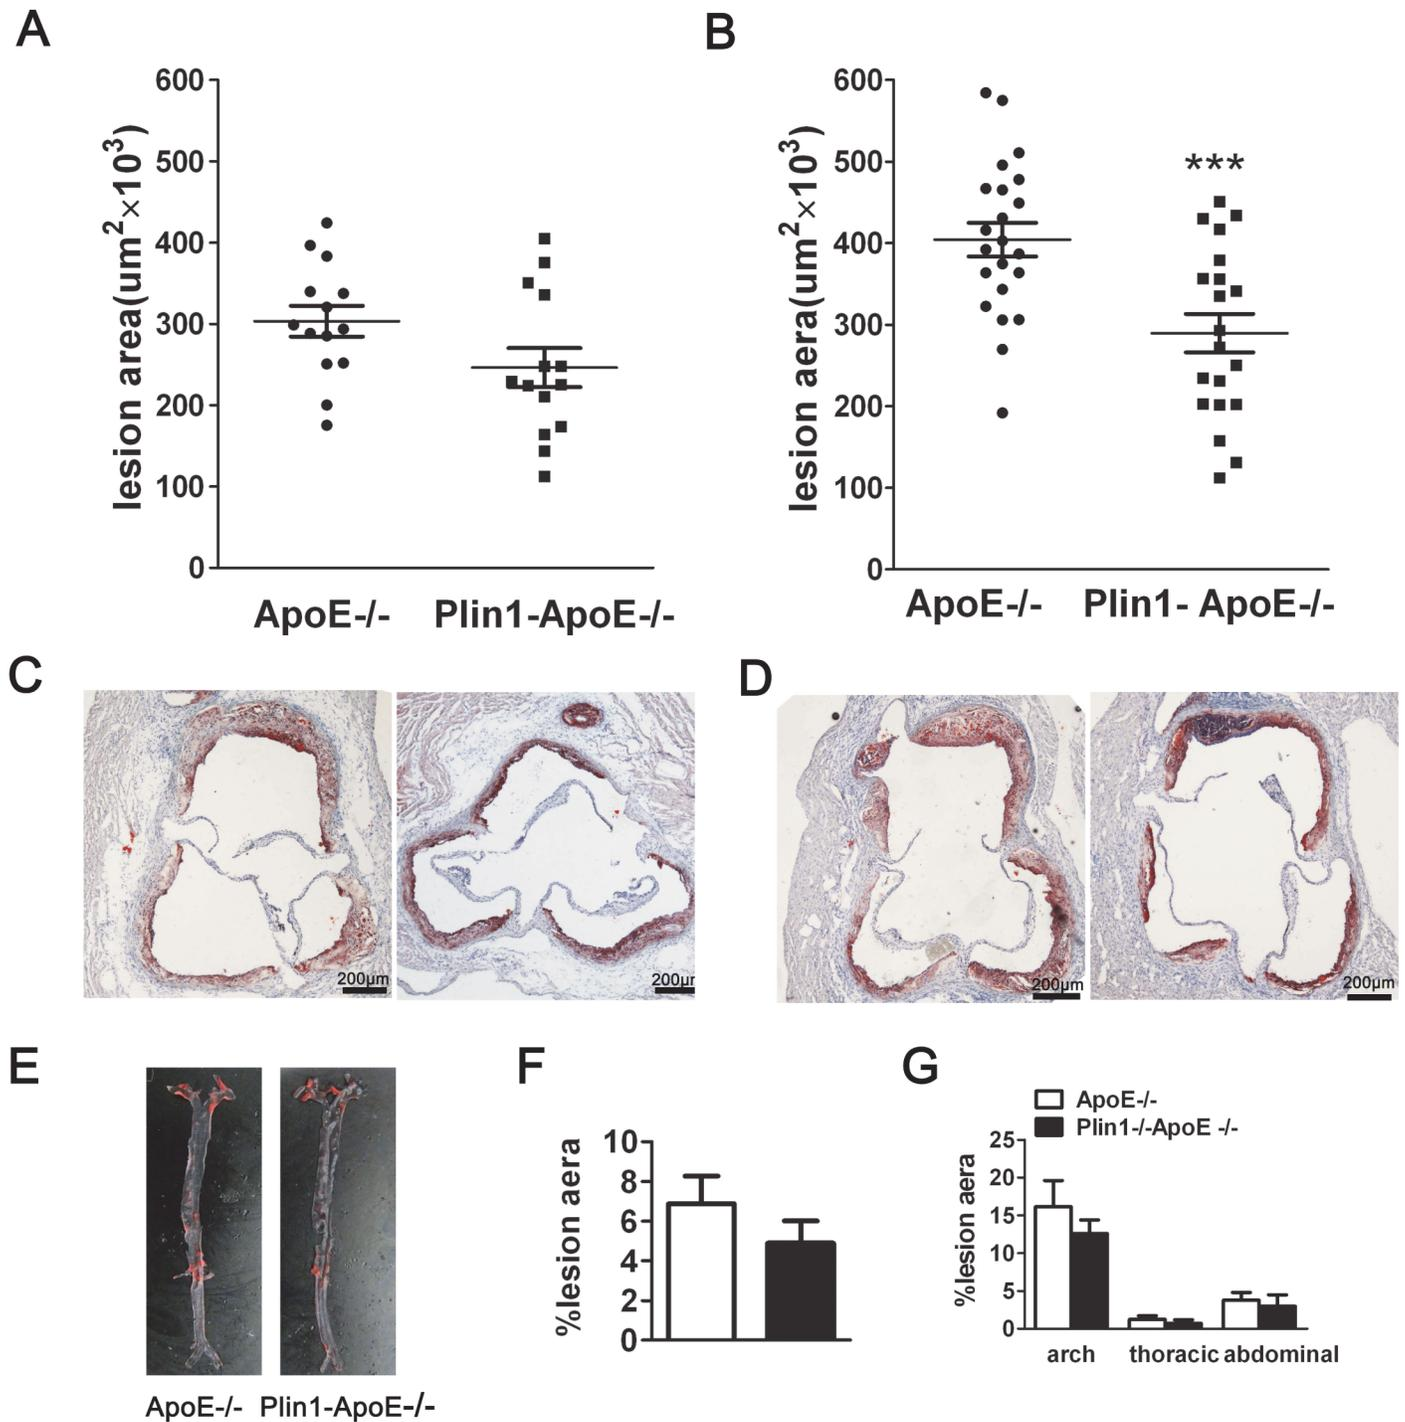 A
B
600
500
400
300
200
100
0
lesion area(um²×10³)
ApoE-/-
Plin1-ApoE-/-
600
500
400
300
200
100
0
lesion aera(um²×10³)
***
ApoE-/-
Plin1- ApoE-/-
C
D
200µm
200µm
200µm
200µm
E
F
G
ApoE-/-
Plin1-ApoE-/-
10
8
6
4
2
0
%lesion aera
ApoE-/-
Plin1-/-ApoE -/-
25
20
15
10
5
0
%lesion aera
arch
thoracic
abdominal